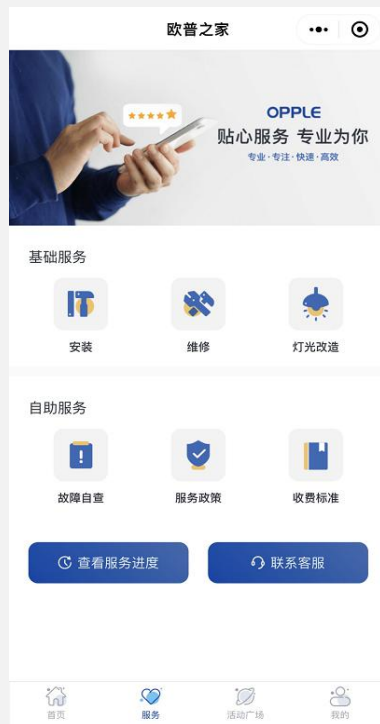 欧普之家
OPPLE
贴心服务 专业为你
专业·专注·快速·高效
基础服务
安装
维修
灯光改造
自助服务
故障自查
服务政策
收费标准
查看服务进度
联系客服
首页
服务
活动广场
我的